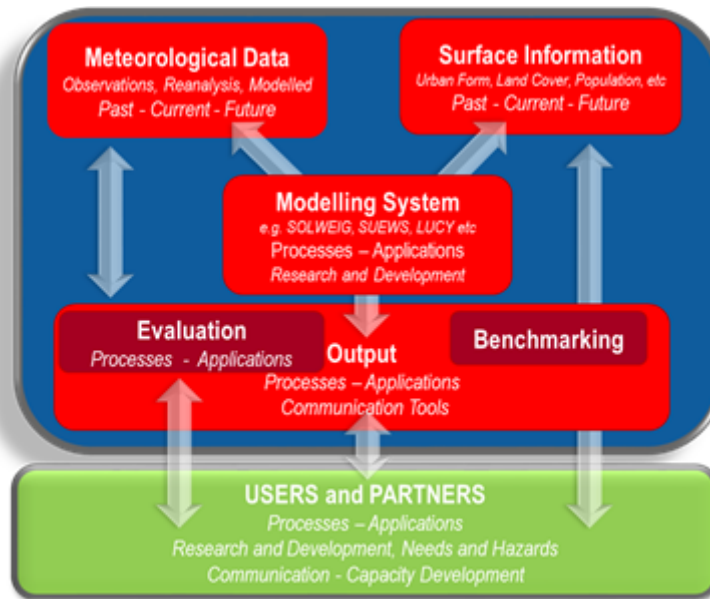 Meteorological Data
Observations, Reanalysis, Modelled
Past - Current - Future
Surface Information
Urban Form, Land Cover, Population, etc
Past - Current - Future
Modelling System
e.g. SOLWEIG, SUEWS, LUCY etc
Processes – Applications
Research and Development
Evaluation
Processes - Applications
Benchmarking
Output
Processes – Applications
Communication Tools
USERS and PARTNERS
Processes – Applications
Research and Development, Needs and Hazards
Communication - Capacity Development